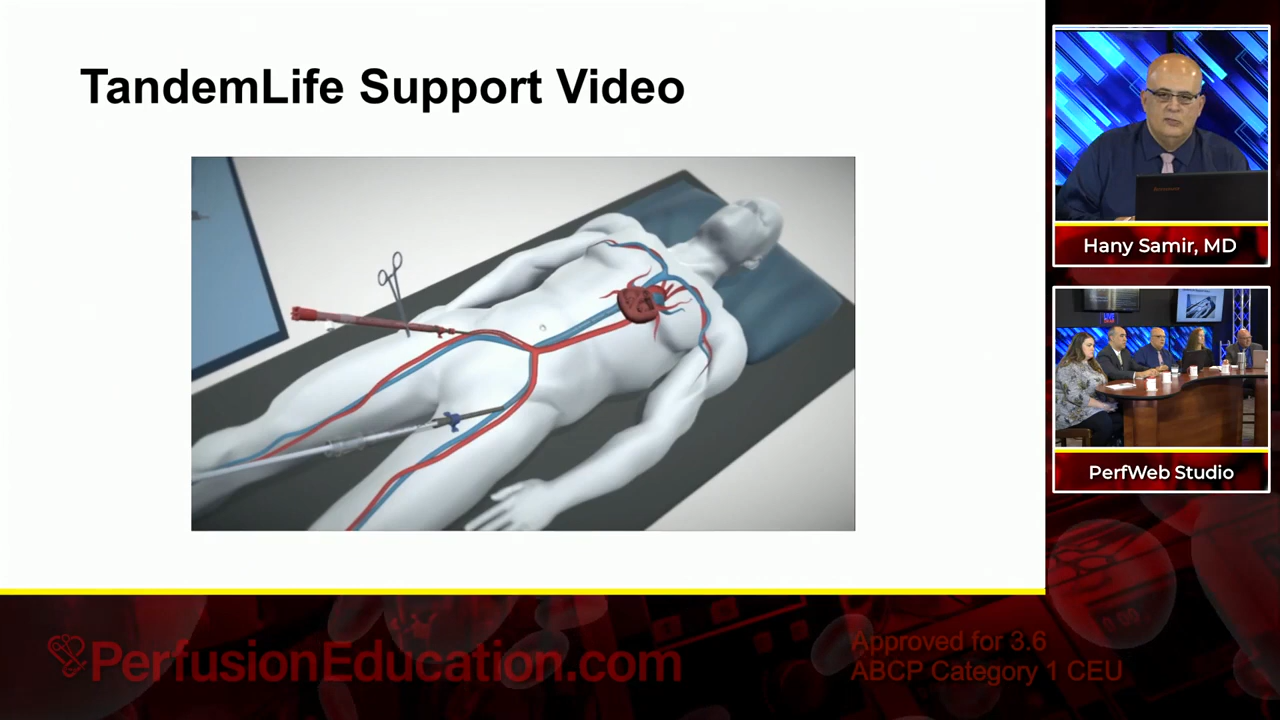 TandemLife Support Video
Hany Samir, MD
PerfWeb Studio
PerfusionEducation.com
Approved for 3.6
ABCP Category 1 CEU